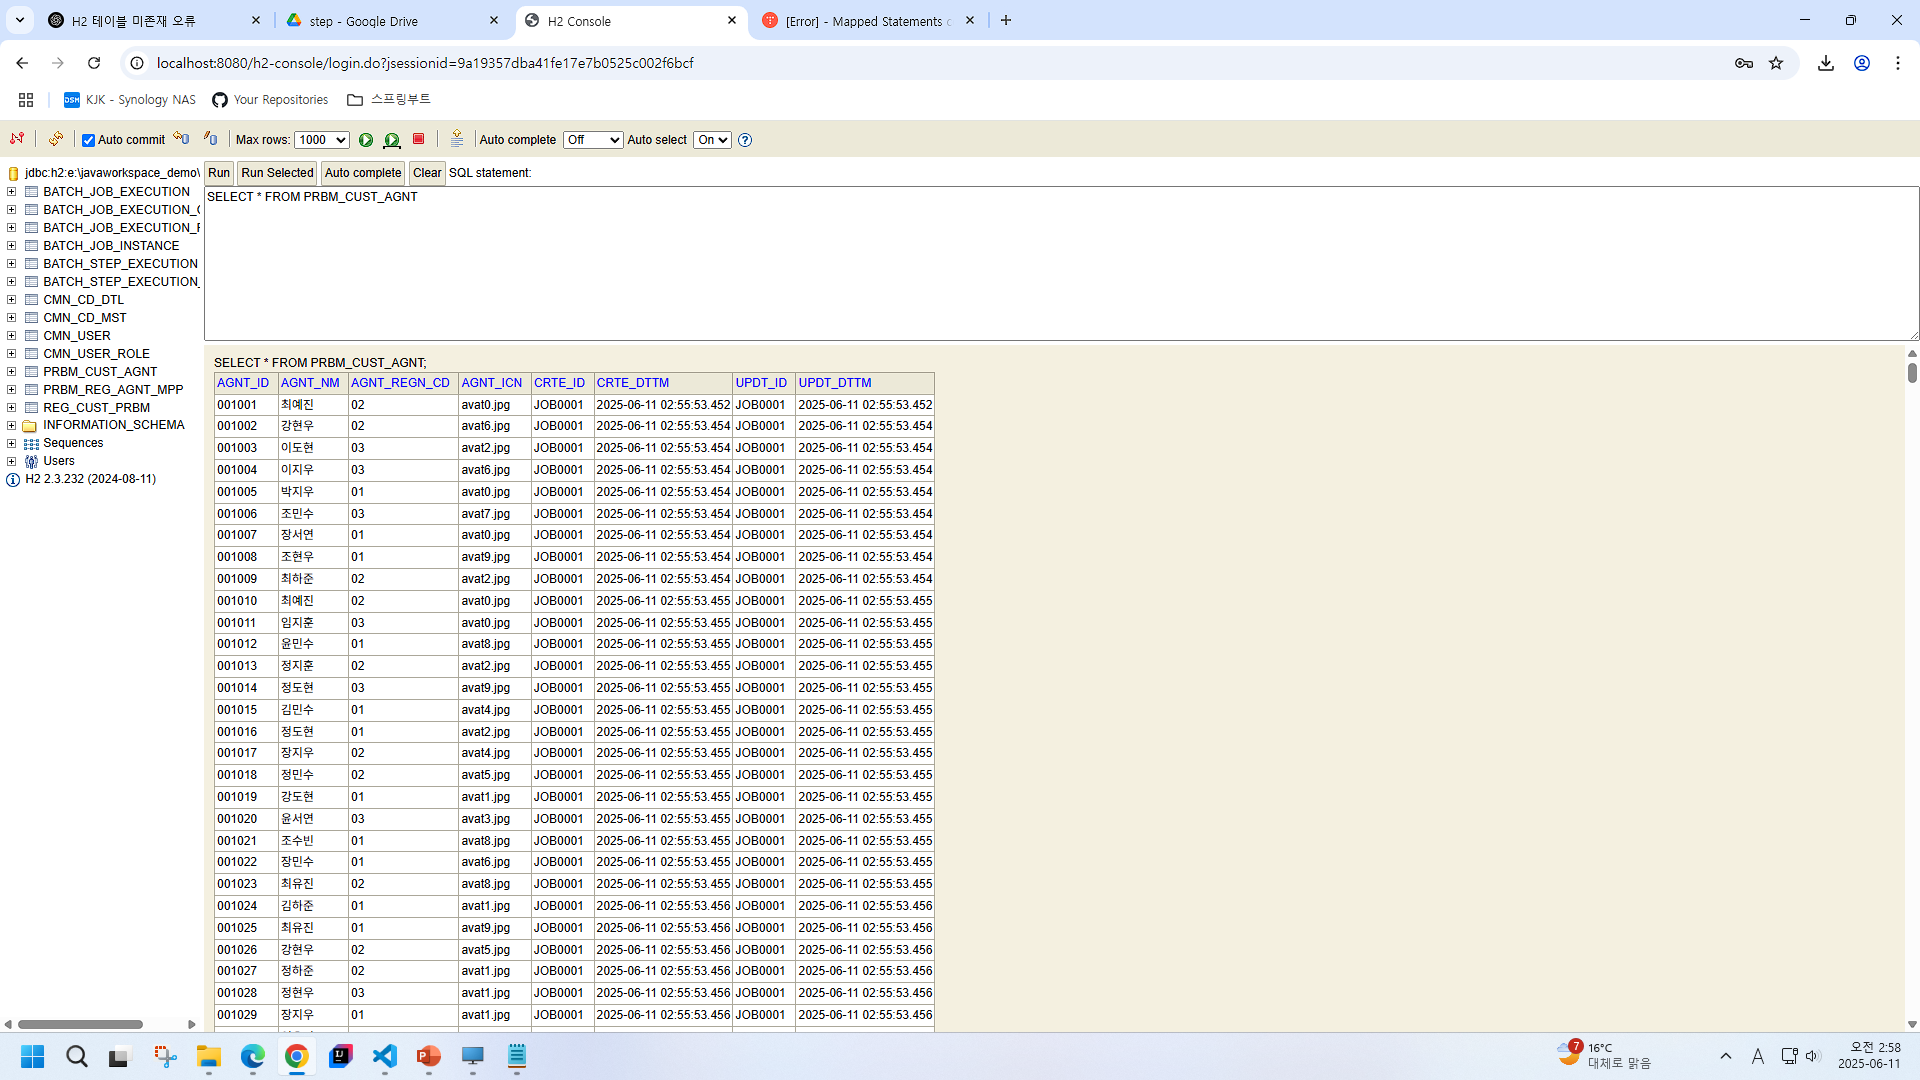 H2 테이블 미존재 오류
step - Google Drive
H2 Console
[Error] - Mapped Statements
localhost:8080/h2-console/login.do?jsessionid=9a19357dba41fe17e7b0525c002f6bcf
DSM KJK - Synology NAS Your Repositories 스프링부트
Auto commit Max rows: 1000 Auto complete Off Auto select On
jdbc:h2:e:\javaworkspace_demo\
BATCH_JOB_EXECUTION
BATCH_JOB_EXECUTION_
BATCH_JOB_EXECUTION_
BATCH_JOB_INSTANCE
BATCH_STEP_EXECUTION
BATCH_STEP_EXECUTION_
CMN_CD_DTL
CMN_CD_MST
CMN_USER
CMN_USER_ROLE
PRBM_CUST_AGNT
PRBM_REG_AGNT_MPP
REG_CUST_PRBM
INFORMATION_SCHEMA
Sequences
Users
H2 2.3.232 (2024-08-11)
Run Run Selected Auto complete Clear SQL statement:
SELECT * FROM PRBM_CUST_AGNT
SELECT * FROM PRBM_CUST_AGNT;
AGNT_ID AGNT_NM AGNT_REGN_CD AGNT_ICN CRTE_ID CRTE_DTTM UPDT_ID UPDT_DTTM
001001 최예진 02 avat0.jpg JOB0001 2025-06-11 02:55:53.452 JOB0001 2025-06-11 02:55:53.452
001002 강현우 02 avat6.jpg JOB0001 2025-06-11 02:55:53.454 JOB0001 2025-06-11 02:55:53.454
001003 이도현 03 avat2.jpg JOB0001 2025-06-11 02:55:53.454 JOB0001 2025-06-11 02:55:53.454
001004 이지우 03 avat6.jpg JOB0001 2025-06-11 02:55:53.454 JOB0001 2025-06-11 02:55:53.454
001005 박지우 01 avat0.jpg JOB0001 2025-06-11 02:55:53.454 JOB0001 2025-06-11 02:55:53.454
001006 조민수 03 avat7.jpg JOB0001 2025-06-11 02:55:53.454 JOB0001 2025-06-11 02:55:53.454
001007 장서연 01 avat0.jpg JOB0001 2025-06-11 02:55:53.454 JOB0001 2025-06-11 02:55:53.454
001008 조현우 01 avat9.jpg JOB0001 2025-06-11 02:55:53.454 JOB0001 2025-06-11 02:55:53.454
001009 최하준 02 avat2.jpg JOB0001 2025-06-11 02:55:53.454 JOB0001 2025-06-11 02:55:53.454
001010 최예진 02 avat0.jpg JOB0001 2025-06-11 02:55:53.455 JOB0001 2025-06-11 02:55:53.455
001011 임지훈 03 avat0.jpg JOB0001 2025-06-11 02:55:53.455 JOB0001 2025-06-11 02:55:53.455
001012 윤민수 01 avat8.jpg JOB0001 2025-06-11 02:55:53.455 JOB0001 2025-06-11 02:55:53.455
001013 정지훈 02 avat2.jpg JOB0001 2025-06-11 02:55:53.455 JOB0001 2025-06-11 02:55:53.455
001014 정도현 03 avat9.jpg JOB0001 2025-06-11 02:55:53.455 JOB0001 2025-06-11 02:55:53.455
001015 김민수 01 avat4.jpg JOB0001 2025-06-11 02:55:53.455 JOB0001 2025-06-11 02:55:53.455
001016 정도현 01 avat2.jpg JOB0001 2025-06-11 02:55:53.455 JOB0001 2025-06-11 02:55:53.455
001017 장지우 02 avat4.jpg JOB0001 2025-06-11 02:55:53.455 JOB0001 2025-06-11 02:55:53.455
001018 정민수 02 avat5.jpg JOB0001 2025-06-11 02:55:53.455 JOB0001 2025-06-11 02:55:53.455
001019 강도현 01 avat1.jpg JOB0001 2025-06-11 02:55:53.455 JOB0001 2025-06-11 02:55:53.455
001020 윤서연 03 avat3.jpg JOB0001 2025-06-11 02:55:53.455 JOB0001 2025-06-11 02:55:53.455
001021 조수빈 01 avat8.jpg JOB0001 2025-06-11 02:55:53.455 JOB0001 2025-06-11 02:55:53.455
001022 장민수 01 avat6.jpg JOB0001 2025-06-11 02:55:53.455 JOB0001 2025-06-11 02:55:53.455
001023 최유진 02 avat8.jpg JOB0001 2025-06-11 02:55:53.455 JOB0001 2025-06-11 02:55:53.455
001024 김하준 01 avat1.jpg JOB0001 2025-06-11 02:55:53.456 JOB0001 2025-06-11 02:55:53.456
001025 최유진 01 avat9.jpg JOB0001 2025-06-11 02:55:53.456 JOB0001 2025-06-11 02:55:53.456
001026 강현우 02 avat5.jpg JOB0001 2025-06-11 02:55:53.456 JOB0001 2025-06-11 02:55:53.456
001027 정하준 02 avat1.jpg JOB0001 2025-06-11 02:55:53.456 JOB0001 2025-06-11 02:55:53.456
001028 정현우 03 avat1.jpg JOB0001 2025-06-11 02:55:53.456 JOB0001 2025-06-11 02:55:53.456
001029 장지우 01 avat1.jpg JOB0001 2025-06-11 02:55:53.456 JOB0001 2025-06-11 02:55:53.456
7 16°C
대체로 맑음
A
오전 2:58
2025-06-11